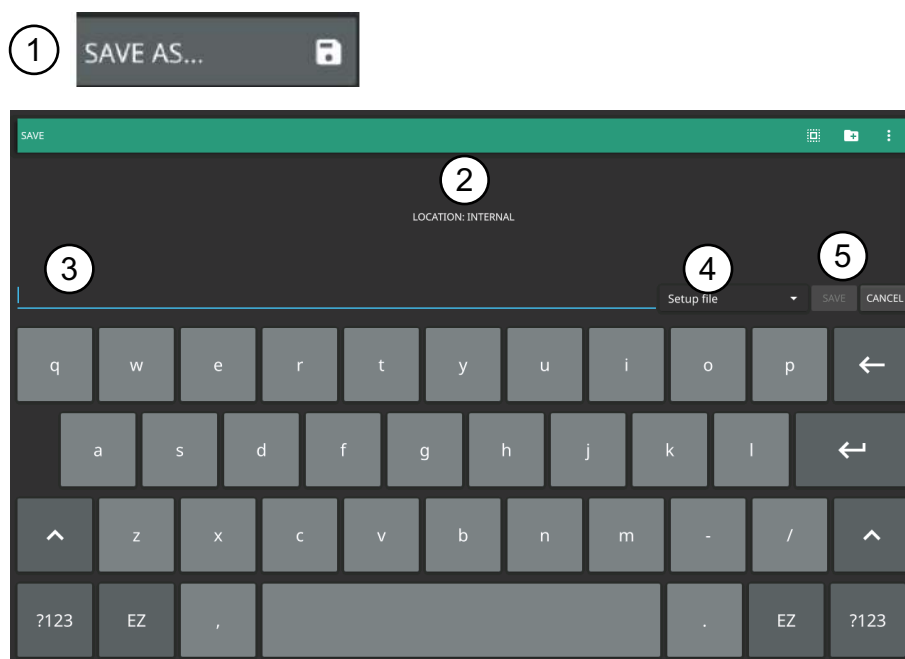 1 SAVE AS...
SAVE
2
LOCATION: INTERNAL
3 4 5
Setup file SAVE CANCEL
q w e r t y u i o p
a s d f g h j k l
z x c v b n m - /
?123 EZ , . EZ ?123